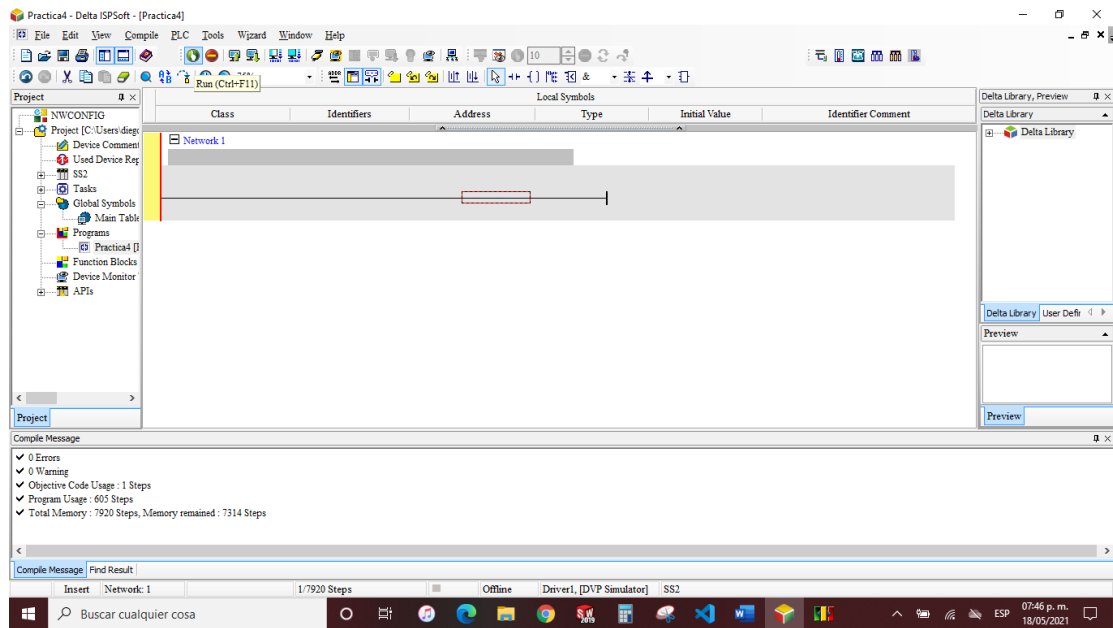 Practica4 - Delta ISPSoft - [Practica4]
File Edit View Compile PLC Tools Wizard Window Help
10
Run (Ctrl+F11)
Project
NWCONFIG
Project [C:\Users\diego
Device Comment
Used Device Rep
SS2
Tasks
Global Symbols
Main Table
Programs
Practica4 [
Function Blocks
Device Monitor
APIs
Project
Local Symbols
Class Identifiers Address Type Initial Value Identifier Comment
Network 1
Delta Library, Preview
Delta Library
Delta Library
Delta Library User Defir
Preview
Preview
Compile Message
0 Errors
0 Warning
Objective Code Usage : 1 Steps
Program Usage : 605 Steps
Total Memory : 7920 Steps, Memory remained : 7314 Steps
Compile Message Find Result
Insert Network: 1 1/7920 Steps Offline Driver1, [DVP Simulator] SS2
Buscar cualquier cosa
ESP
07:46 p. m.
18/05/2021